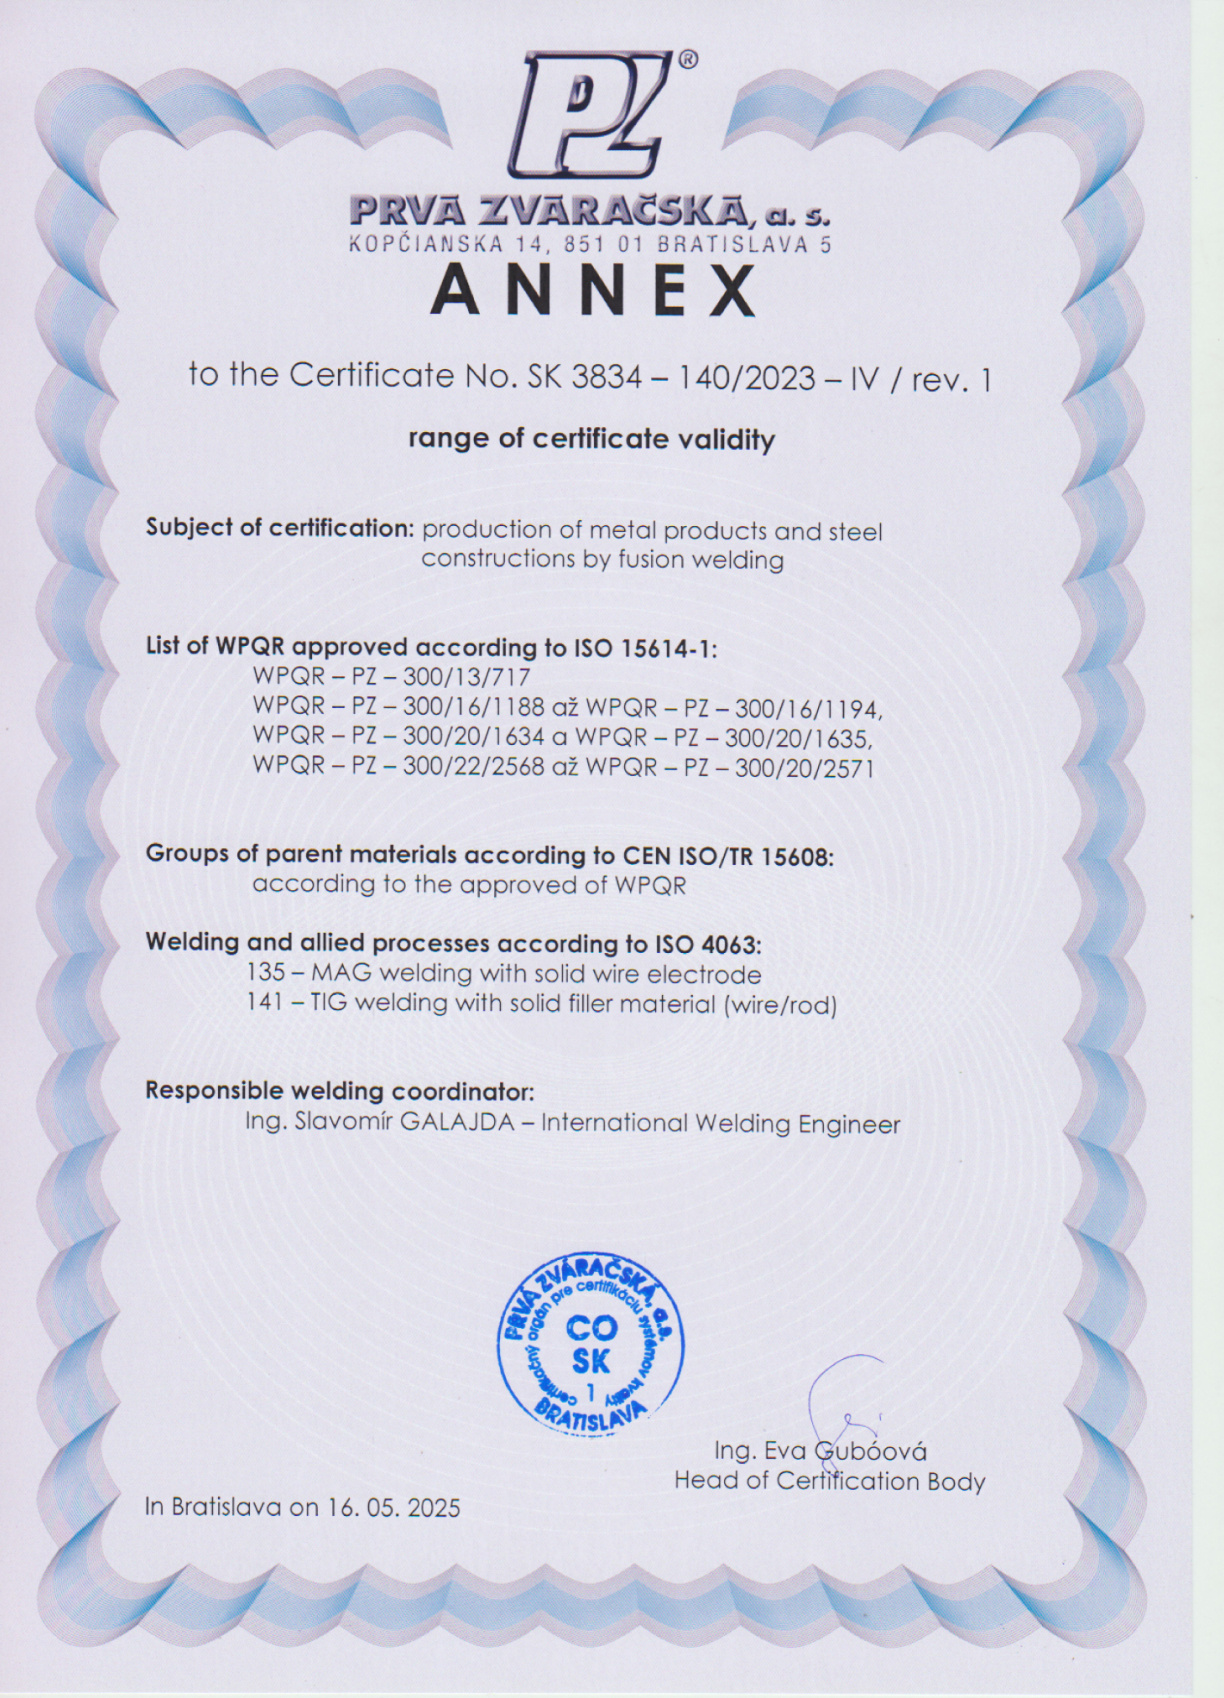 PL®
PRVÁ ZVÁRAČSKÁ, a. s.
KOPČIANSKA 14, 851 01 BRATISLAVA 5
ANNEX
to the Certificate No. SK 3834 – 140/2023 – IV / rev. 1
range of certificate validity
Subject of certification: production of metal products and steel
constructions by fusion welding
List of WPQR approved according to ISO 15614-1:
WPQR – PZ – 300/13/717
WPQR – PZ – 300/16/1188 až WPQR – PZ – 300/16/1194,
WPQR – PZ – 300/20/1634 a WPQR – PZ – 300/20/1635,
WPQR – PZ – 300/22/2568 až WPQR – PZ – 300/20/2571
Groups of parent materials according to CEN ISO/TR 15608:
according to the approved of WPQR
Welding and allied processes according to ISO 4063:
135 – MAG welding with solid wire electrode
141 – TIG welding with solid filler material (wire/rod)
Responsible welding coordinator:
Ing. Slavomír GALAJDA – International Welding Engineer
PRVÁ ZVÁRAČSKÁ, a.s.
certifikačný orgán pre certifikáciu systémov kvality
CO
SK
1
BRATISLAVA
Ing. Eva Gubóová
Head of Certification Body
In Bratislava on 16. 05. 2025